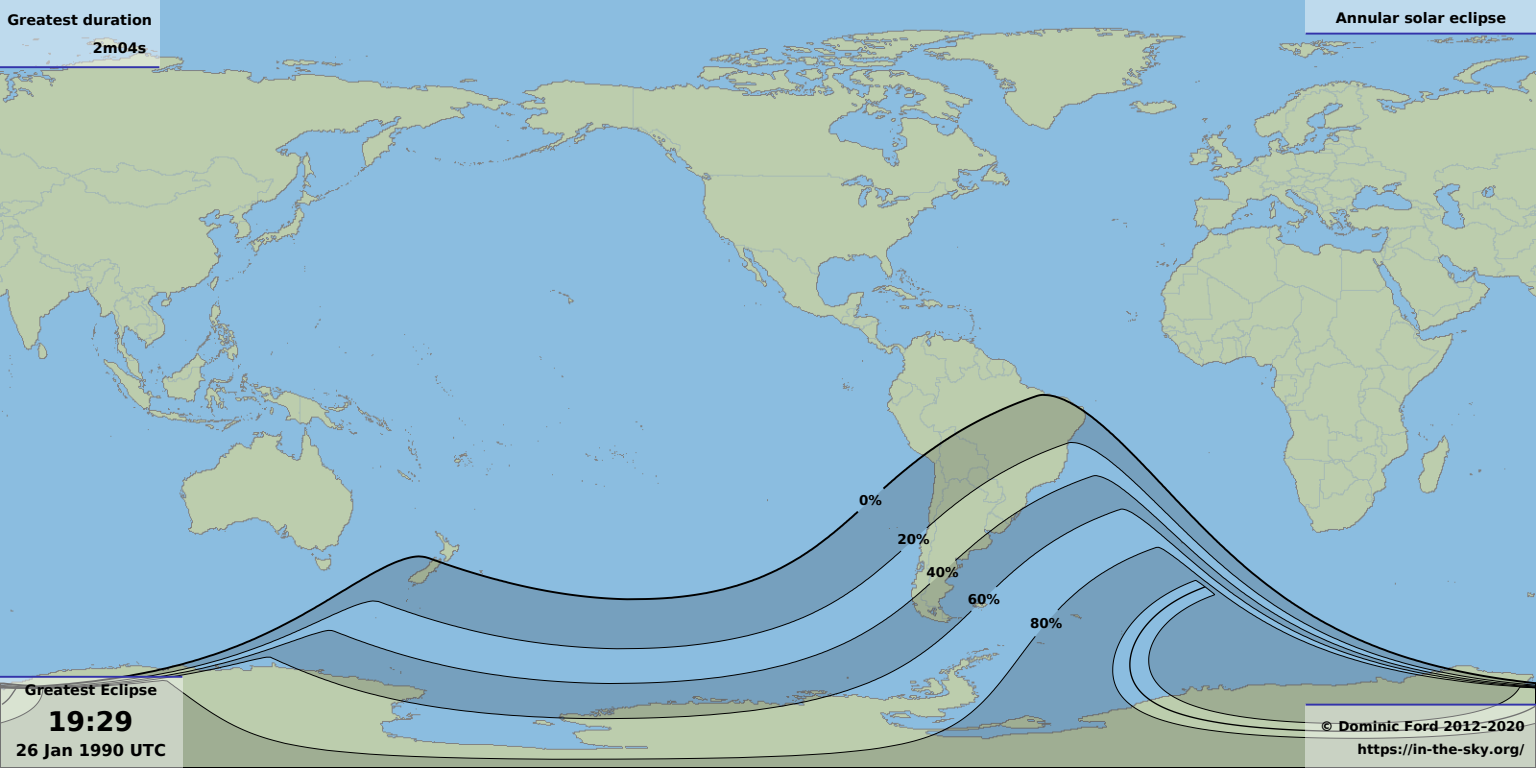 Greatest duration
2m04s
Annular solar eclipse
0%
20%
40%
60%
80%
Greatest Eclipse
19:29
26 Jan 1990 UTC
© Dominic Ford 2012–2020
https://in-the-sky.org/